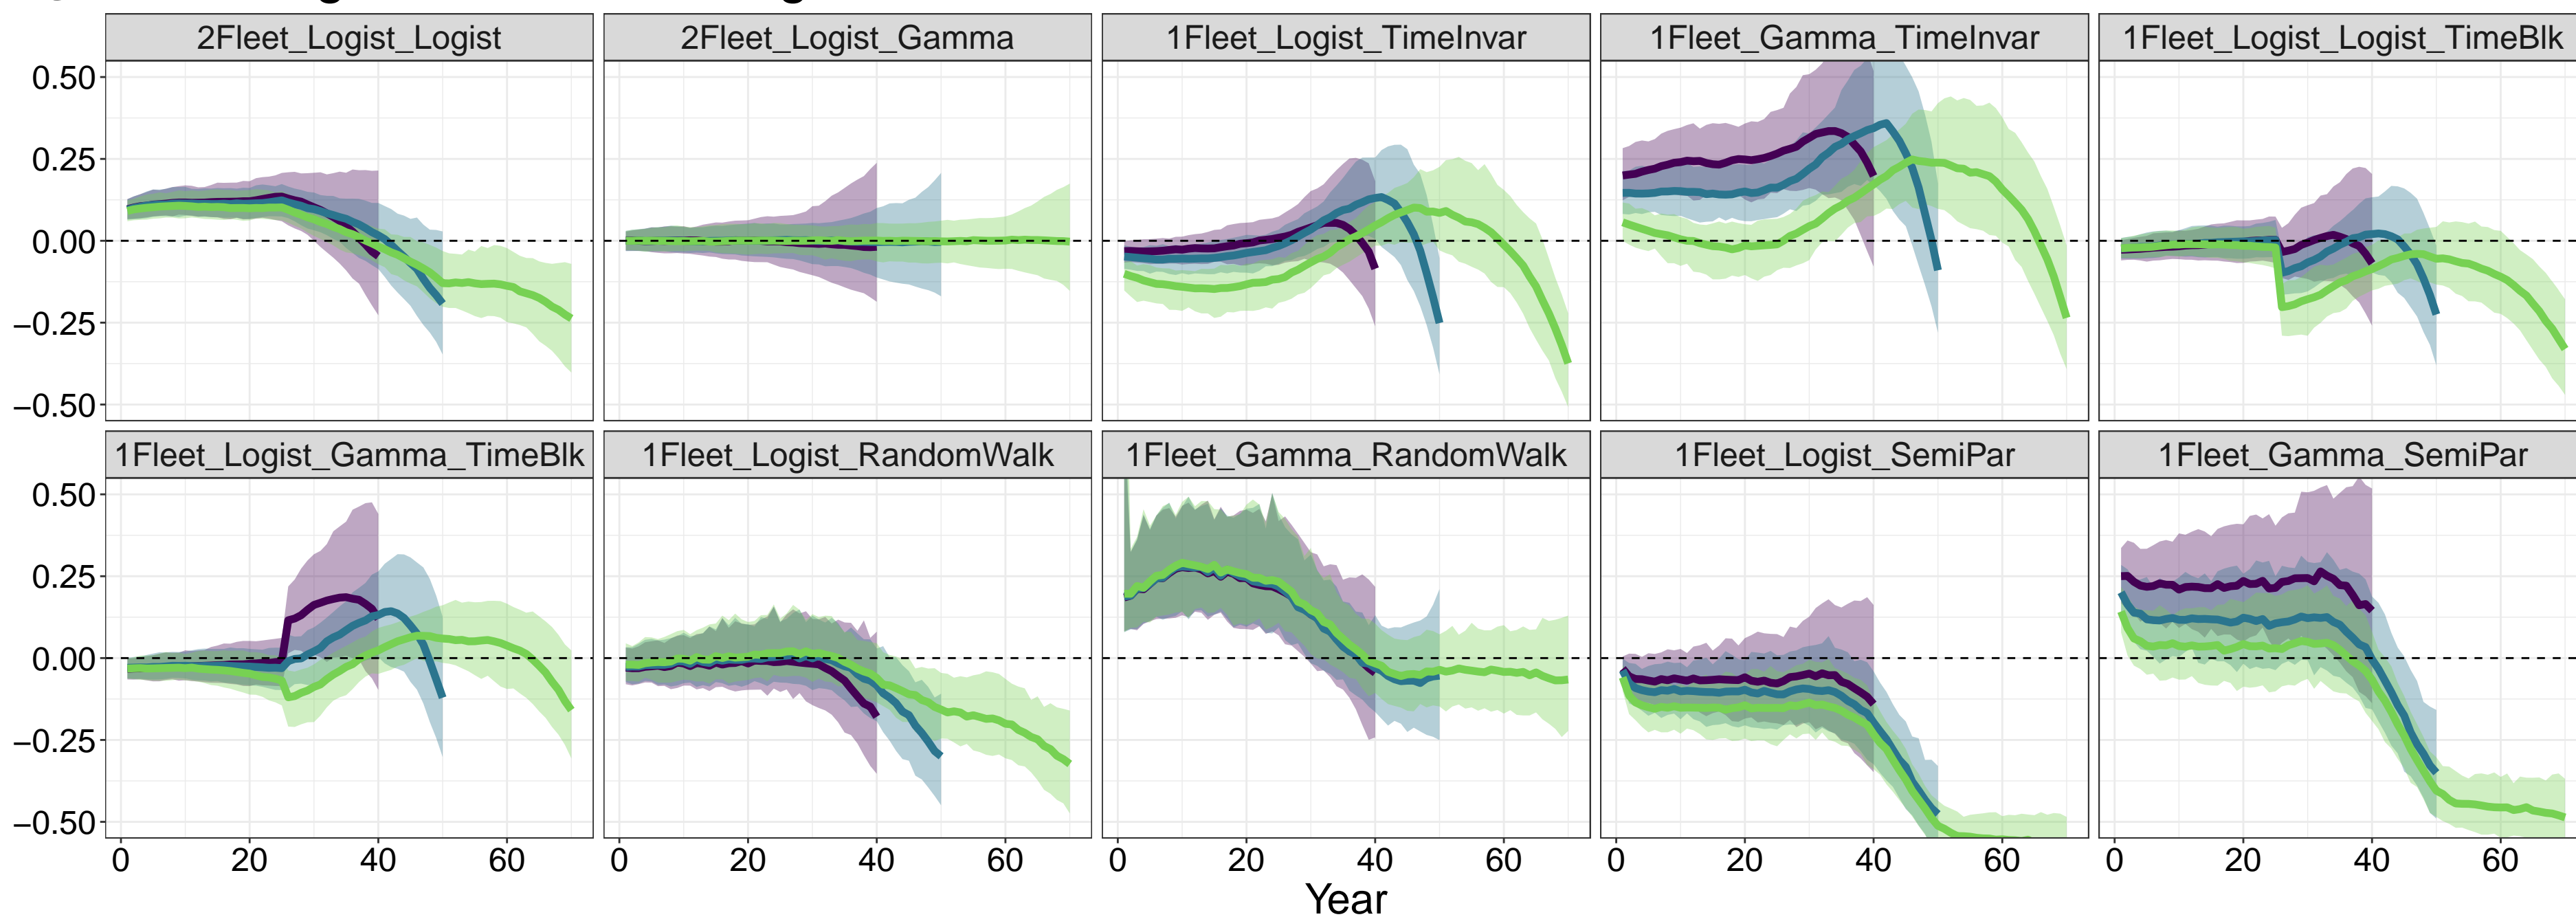 2Fleet_Logist_Logist 2Fleet_Logist_Gamma 1Fleet_Logist_TimeInvar 1Fleet_Gamma_TimeInvar 1Fleet_Logist_Logist_TimeBlk
0.50
0.25
0.00
−0.25
−0.50
1Fleet_Logist_Gamma_TimeBlk 1Fleet_Logist_RandomWalk 1Fleet_Gamma_RandomWalk 1Fleet_Logist_SemiPar 1Fleet_Gamma_SemiPar
0.50
0.25
0.00
−0.25
−0.50
0 20 40 60 0 20 40 60 0 20 40 60 0 20 40 60 0 20 40 60
Year